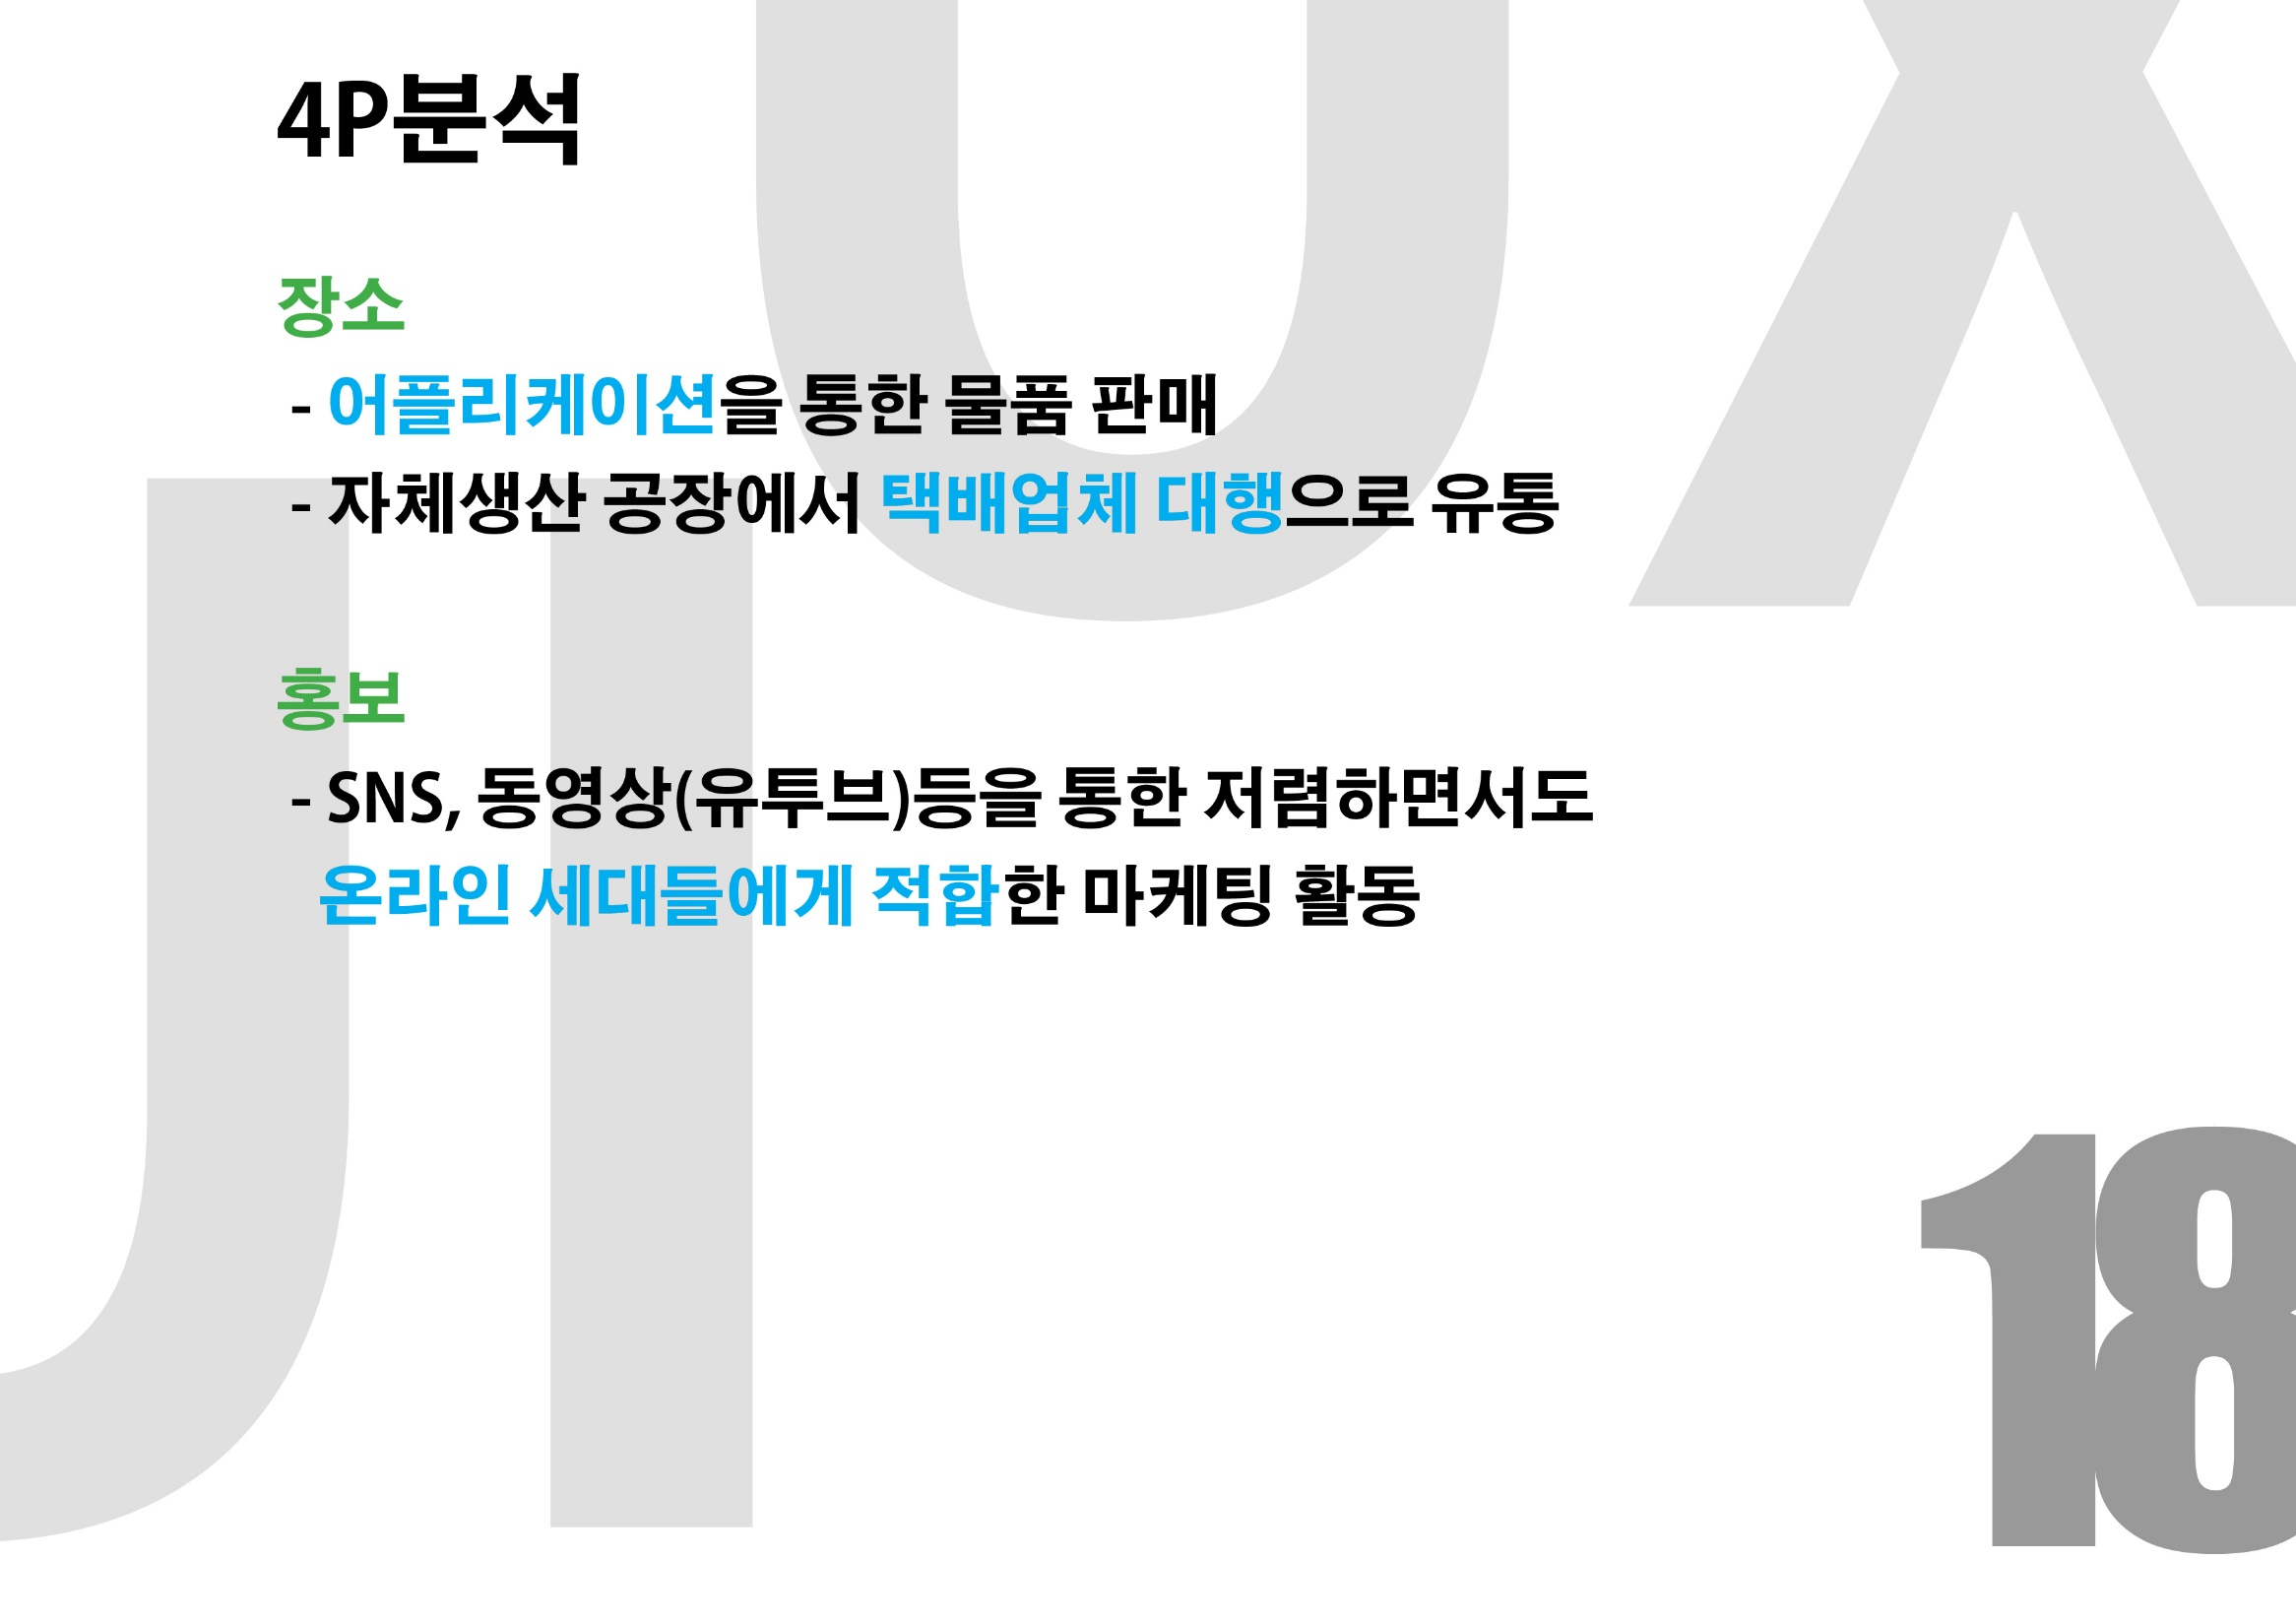 4P분석
장소
- 어플리케이션을 통한 물품 판매
- 자체생산 공장에서 택배업체 대행으로 유통
홍보
- SNS, 동영상(유투브)등을 통한 저렴하면서도
온라인 세대들에게 적합한 마케팅 활동
18